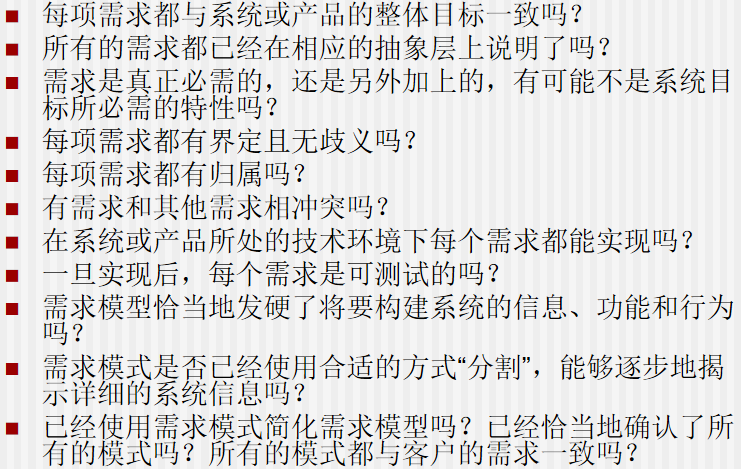 每项需求都与系统或产品的整体目标一致吗？
所有的需求都已经在相应的抽象层上说明了吗？
需求是真正必需的，还是另外加上的，有可能不是系统目
标所必需的特性吗？
每项需求都有界定且无歧义吗？
每项需求都有归属吗？
有需求和其他需求相冲突吗？
在系统或产品所处的技术环境下每个需求都能实现吗？
一旦实现后，每个需求是可测试的吗？
需求模型恰当地发硬了将要构建系统的信息、功能和行为
吗？
需求模式是否已经使用合适的方式“分割”，能够逐步地揭
示详细的系统信息吗？
已经使用需求模式简化需求模型吗？已经恰当地确认了所
有的模式吗？所有的模式都与客户的需求一致吗？